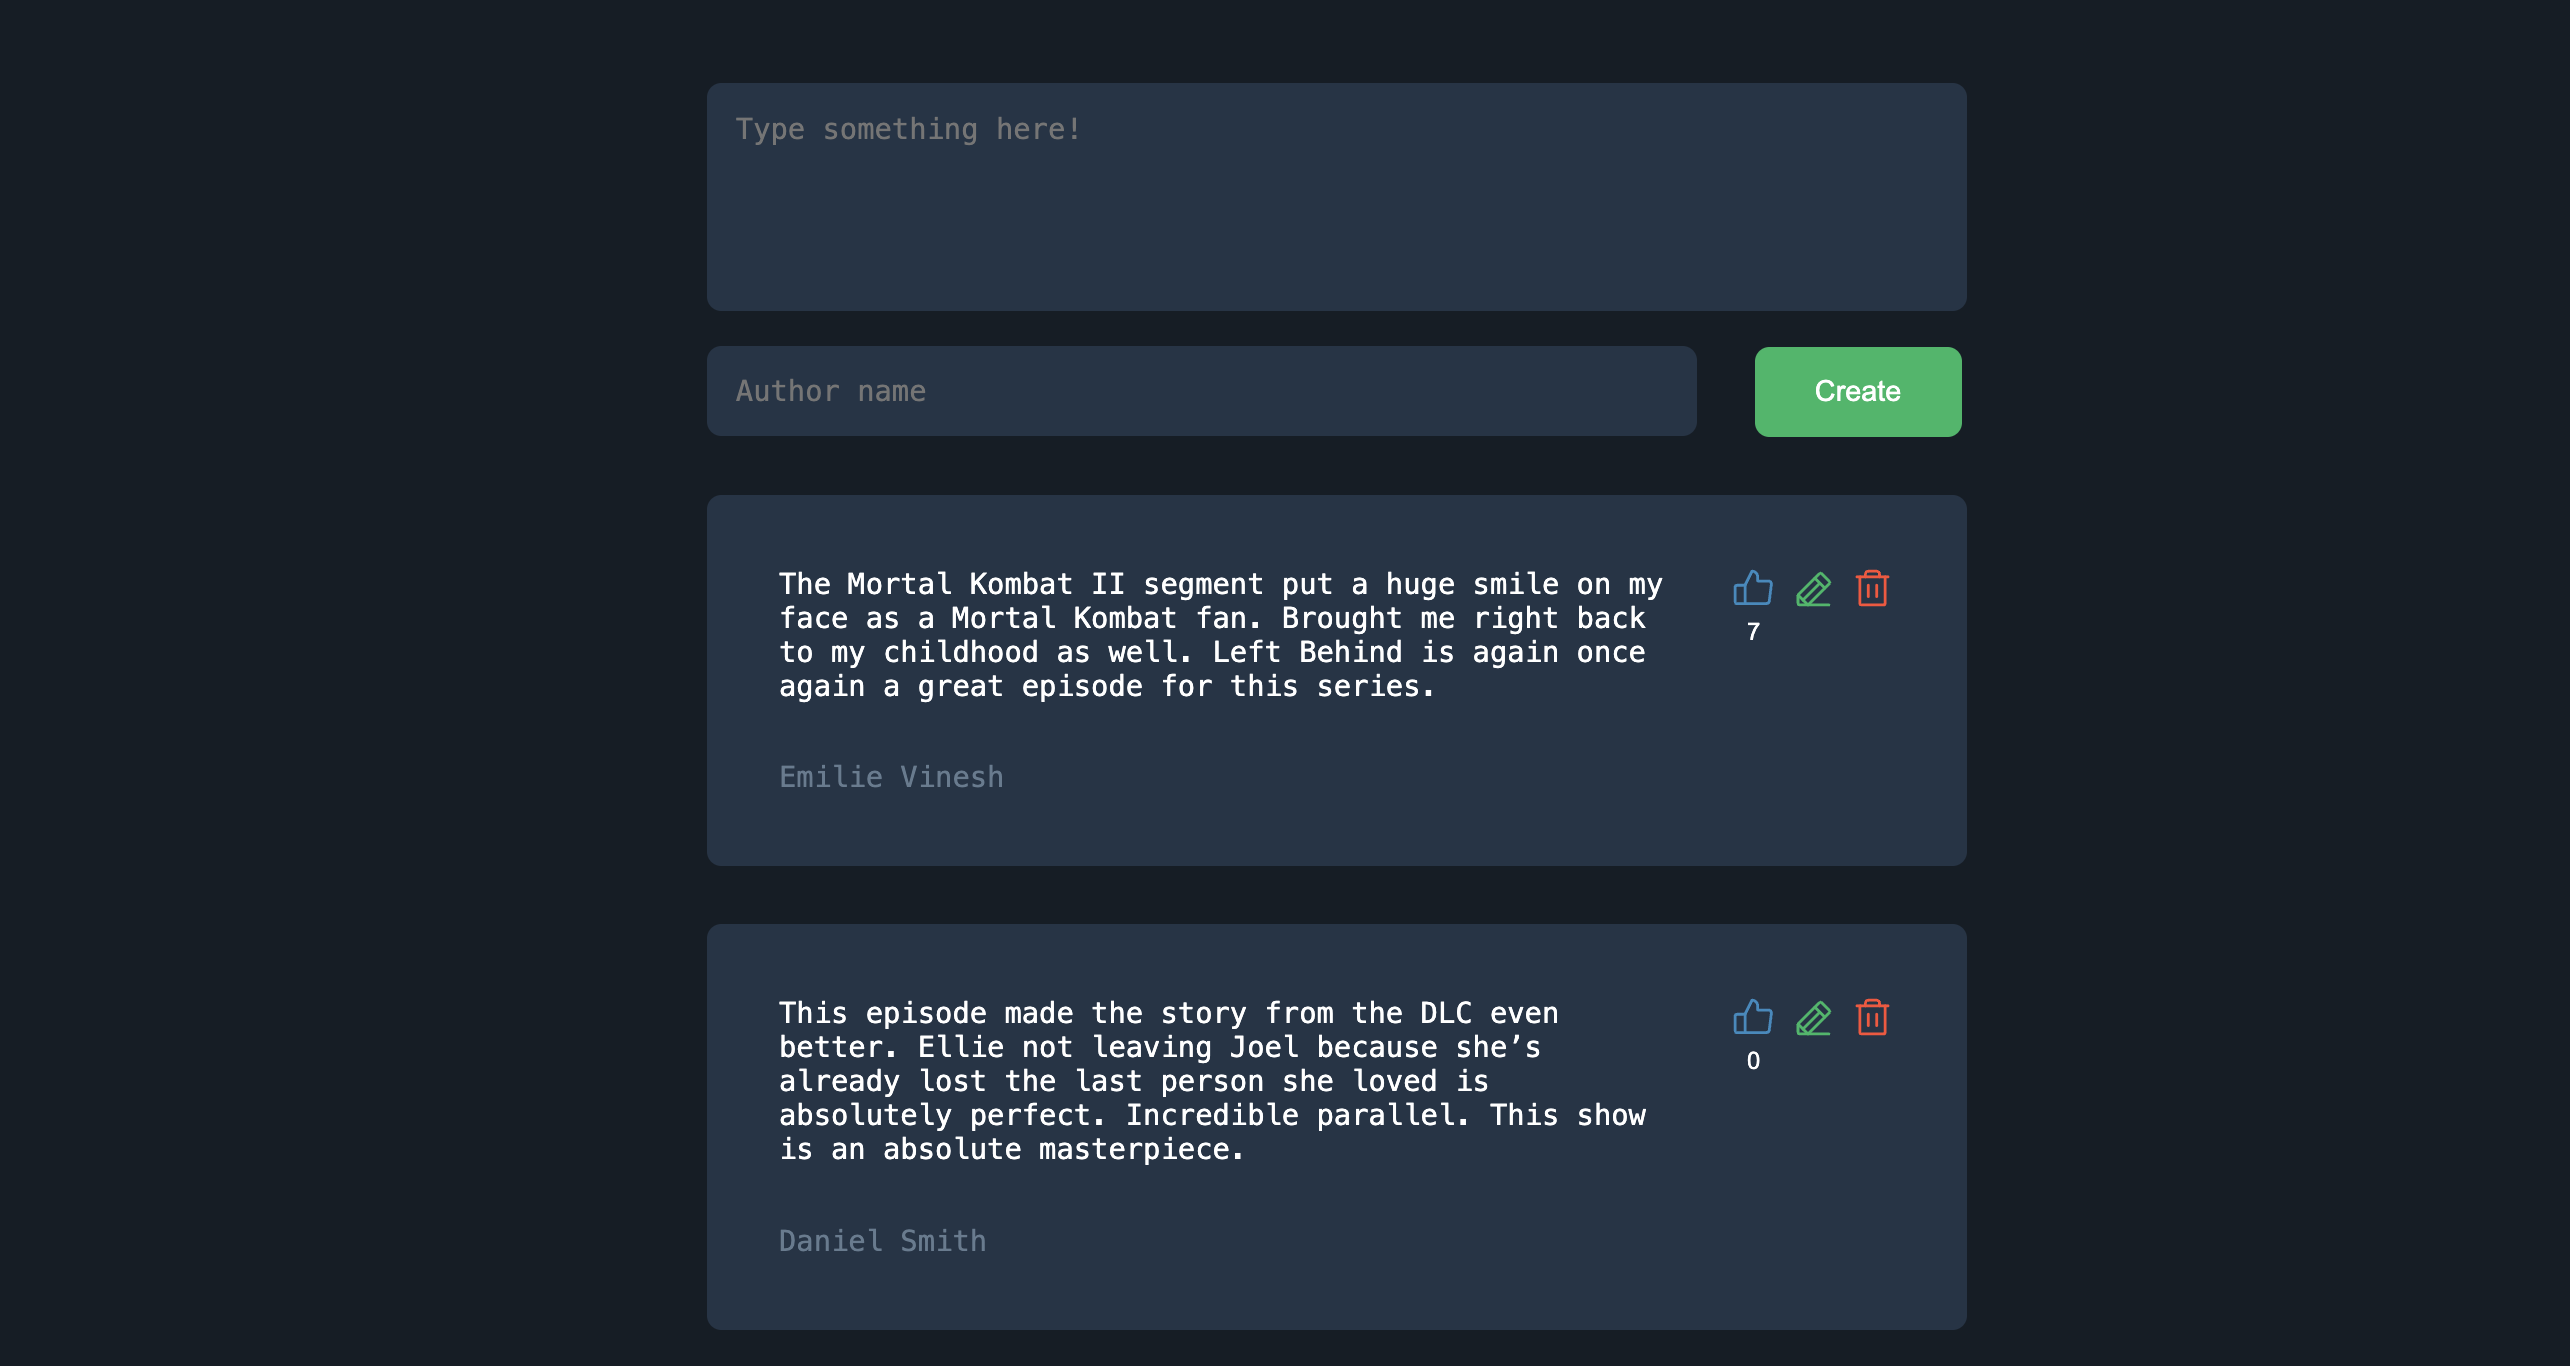 Type something here!
Author name
Create
The Mortal Kombat II segment put a huge smile on my
face as a Mortal Kombat fan. Brought me right back
to my childhood as well. Left Behind is again once
again a great episode for this series.
7
Emilie Vinesh
This episode made the story from the DLC even
better. Ellie not leaving Joel because she’s
already lost the last person she loved is
absolutely perfect. Incredible parallel. This show
is an absolute masterpiece.
0
Daniel Smith